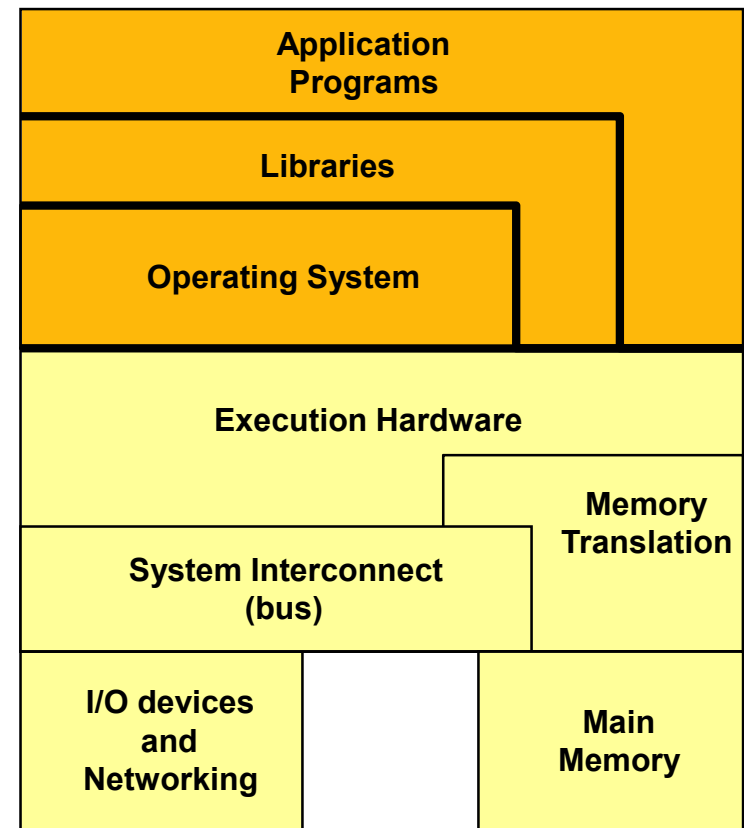 Application
Programs
Libraries
Operating System
Execution Hardware
Memory
Translation
System Interconnect
(bus)
I/O devices
and
Networking
Main
Memory